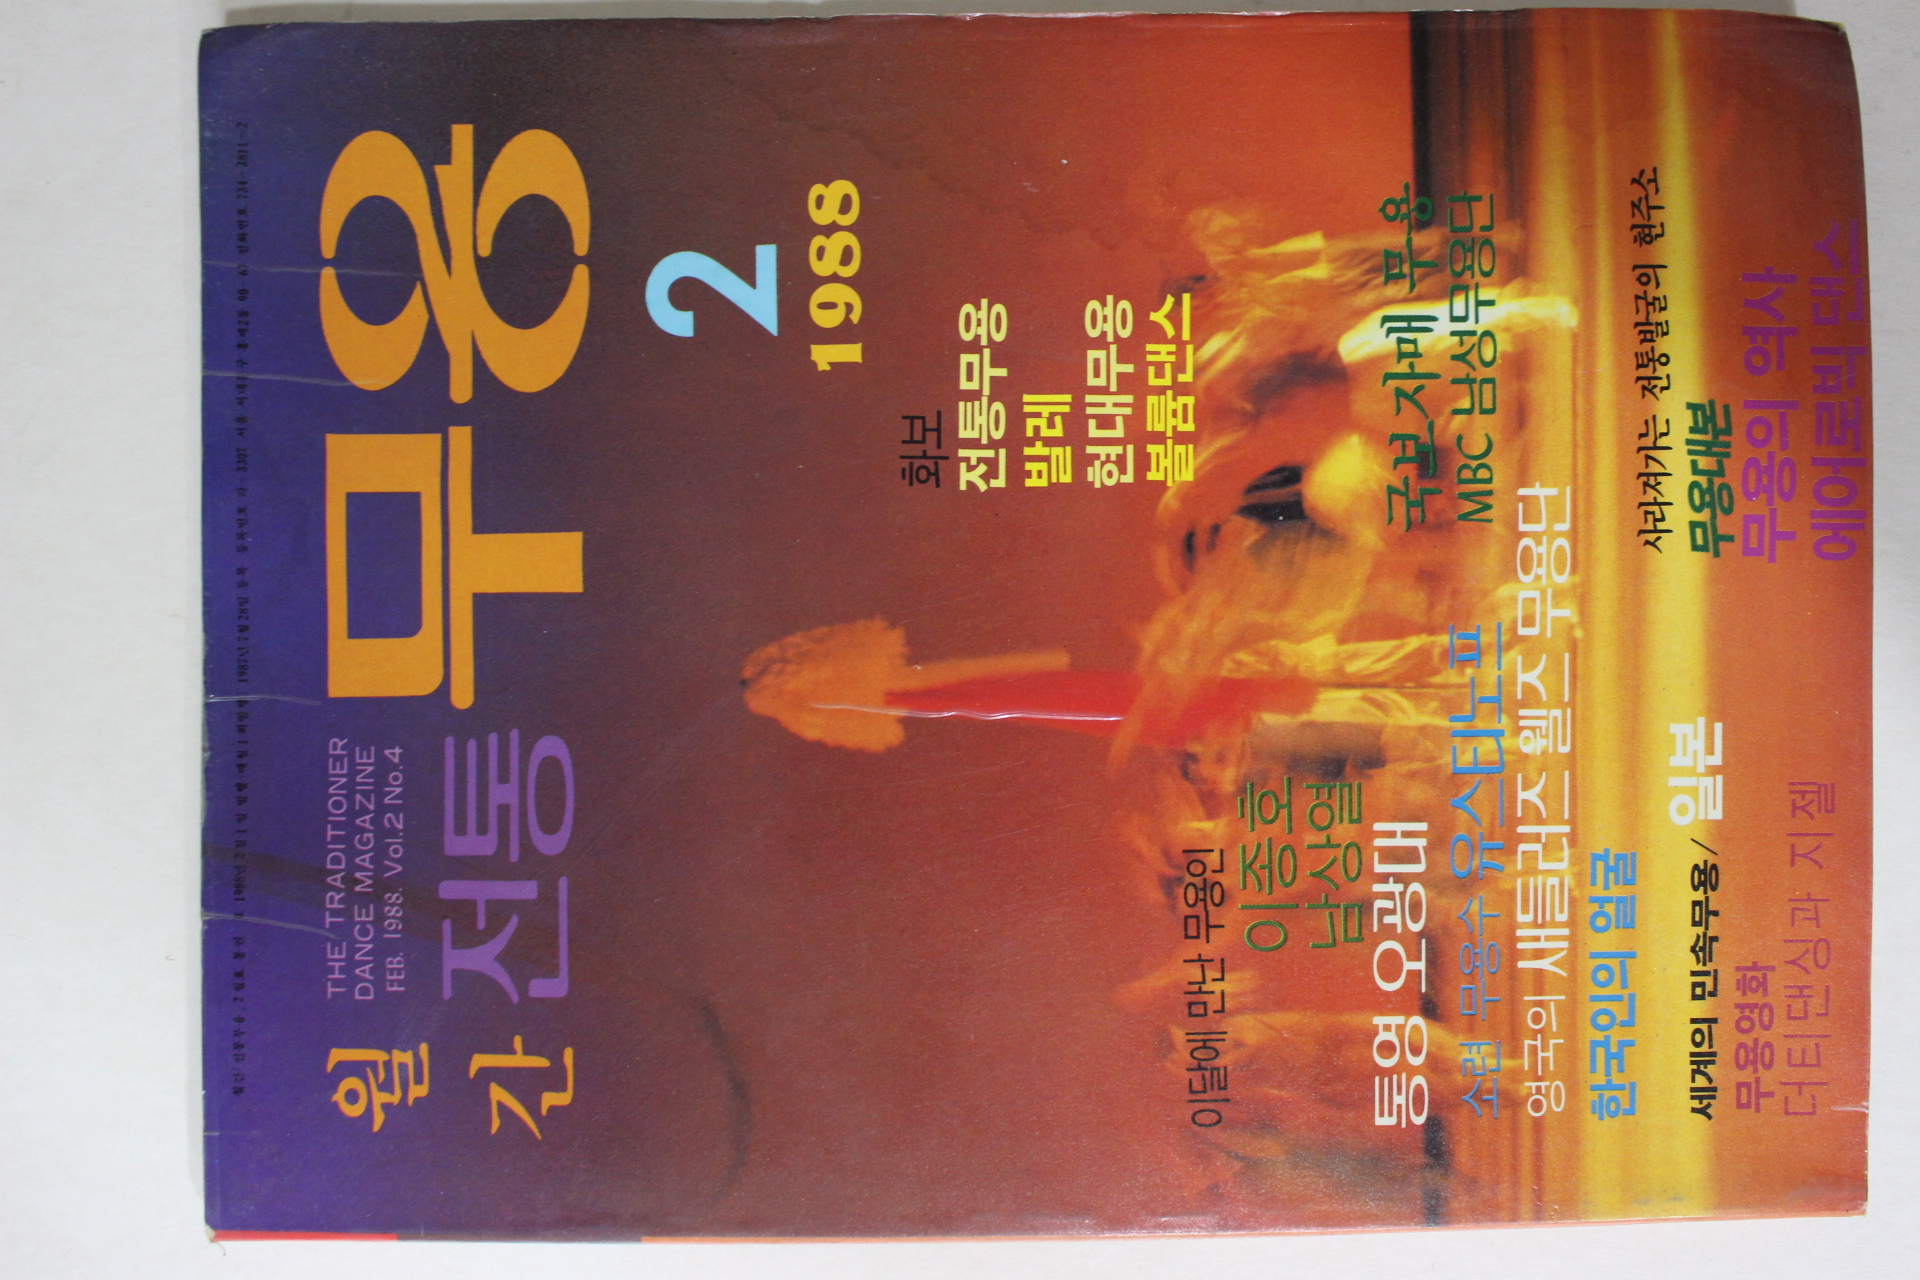 월간
THE TRADITIONER
DANCE MAGAZINE
FEB. 1988. Vol.2 No.4
전통
무용
2
1988
화보
전통무용
발레
현대무용
볼룸댄스
이달에 만난 무용인
이종호
남상열
통영 오광대
국보자매 무용
MBC 남성무용단
소련 무용수 유스티노프
영국의 새들러즈 웰즈 무용단
한국인의 얼굴
사라져가는 전통발굴의 현주소
세계의 민속무용/ 일본
무용대본
무용영화
더티댄싱과 지젤
무용의 역사
에어로빅 댄스